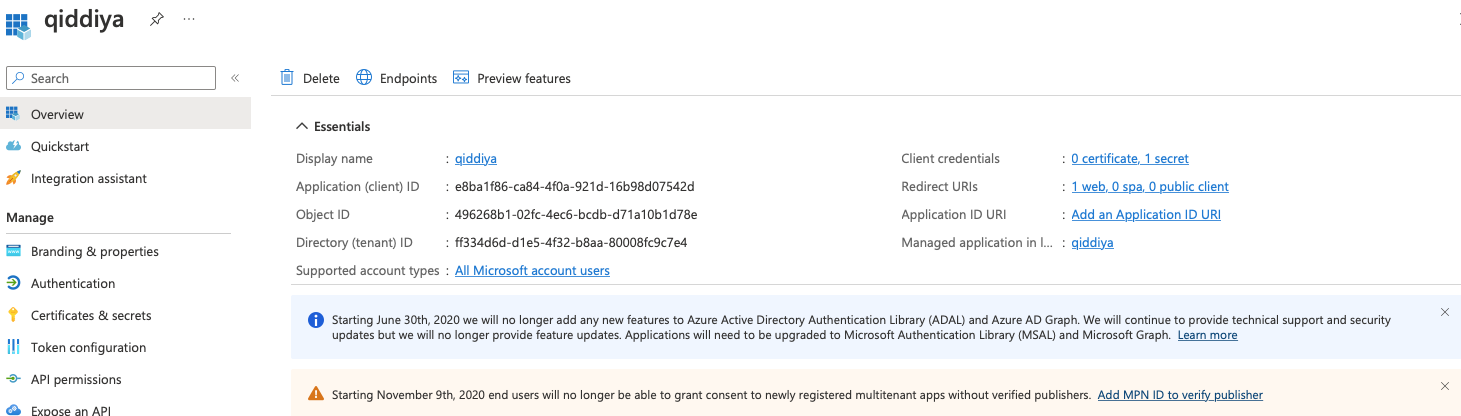 qiddiya
Search
Delete
Endpoints
Preview features
Overview
Quickstart
Integration assistant
Manage
Branding & properties
Authentication
Certificates & secrets
Token configuration
API permissions
Expose an API
Essentials
Display name : qiddiya
Application (client) ID : e8ba1f86-ca84-4f0a-921d-16b98d07542d
Object ID : 496268b1-02fc-4ec6-bcdb-d71a10b1d78e
Directory (tenant) ID : ff334d6d-d1e5-4f32-b8aa-80008fc9c7e4
Supported account types : All Microsoft account users
Client credentials : 0 certificate, 1 secret
Redirect URIs : 1 web, 0 spa, 0 public client
Application ID URI : Add an Application ID URI
Managed application in l... : qiddiya
Starting June 30th, 2020 we will no longer add any new features to Azure Active Directory Authentication Library (ADAL) and Azure AD Graph. We will continue to provide technical support and security
updates but we will no longer provide feature updates. Applications will need to be upgraded to Microsoft Authentication Library (MSAL) and Microsoft Graph. Learn more
Starting November 9th, 2020 end users will no longer be able to grant consent to newly registered multitenant apps without verified publishers. Add MPN ID to verify publisher